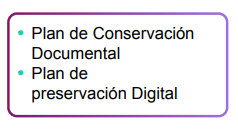 • Plan de Conservación
Documental
• Plan de
preservación Digital